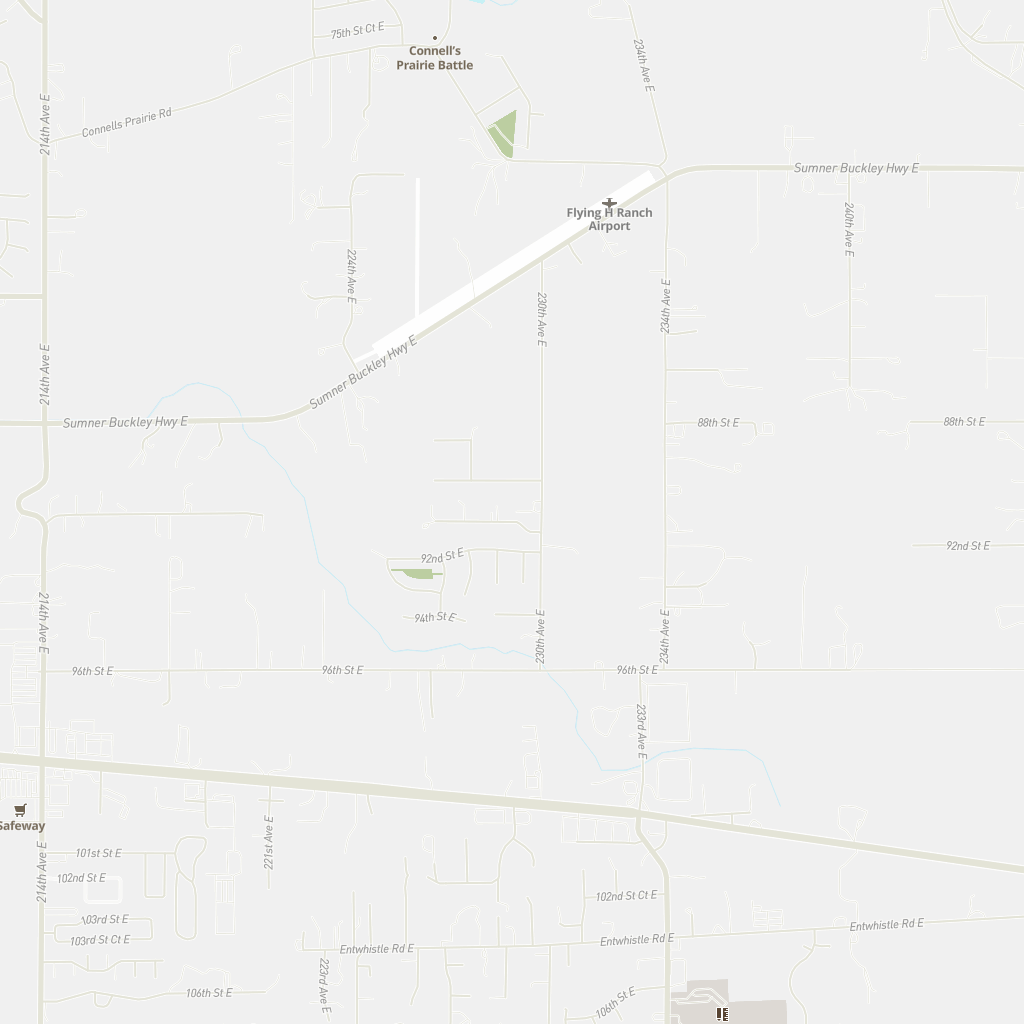 75th St Ct E
Connell's
Prairie Battle
234th Ave E
214th Ave E
Connells Prairie Rd
Sumner Buckley Hwy E
Flying H Ranch
Airport
240th Ave E
224th Ave E
230th Ave E
234th Ave E
214th Ave E
Sumner Buckley Hwy E
Sumner Buckley Hwy E
88th St E
88th St E
92nd St E
92nd St E
214th Ave E
94th St E
230th Ave E
234th Ave E
96th St E
96th St E
96th St E
233rd Ave E
Safeway
221st Ave E
101st St E
214th Ave E
102nd St E
102nd St Ct E
103rd St E
103rd St Ct E
Entwhistle Rd E
Entwhistle Rd E
Entwhistle Rd E
223rd Ave E
106th St E
106th St E